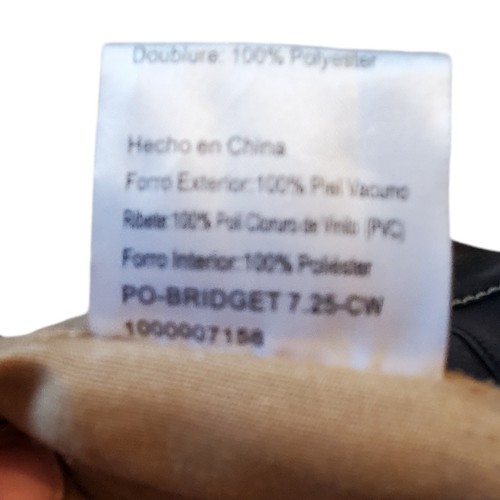 Doublure: 100% Polyester
Hecho en China
Forro Exterior:100% Piel Vacuno
Ribete:100% Poli Cloruro de Vinilo (PVC)
Forro Interior:100% Poliéster
PO-BRIDGET 7.25-CW
1000007158